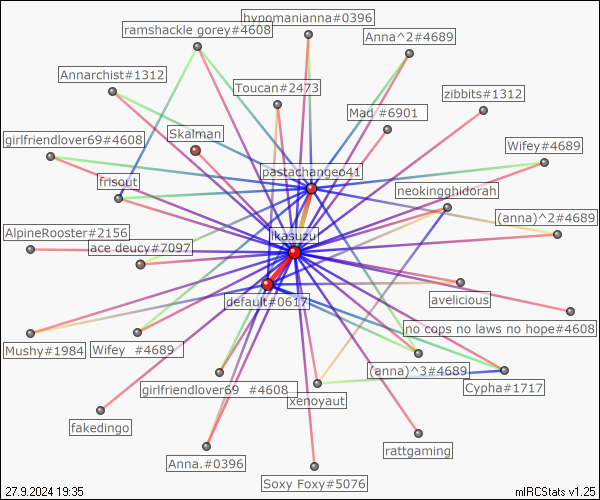 hypomanianna#0396
ramshackle gorey#4608
Anna^2#4689
Annarchist#1312
Toucan#2473
zibbits#1312
Mad #6901
Skalman
girlfriendlover69#4608
Wifey#4689
pastachangeo41
frisout
neokingghidorah
(anna)^2#4689
AlpineRooster#2156
ikasuzu
ace deucy#7097
default#0617
avelicious
no cops no laws no hope#4608
Mushy#1984
Wifey #4689
(anna)^3#4689
girlfriendlover69 #4608
Cypha#1717
xenoyaut
fakedingo
rattgaming
Anna.#0396
Soxy Foxy#5076
27.9.2024 19:35
mIRCStats v1.25